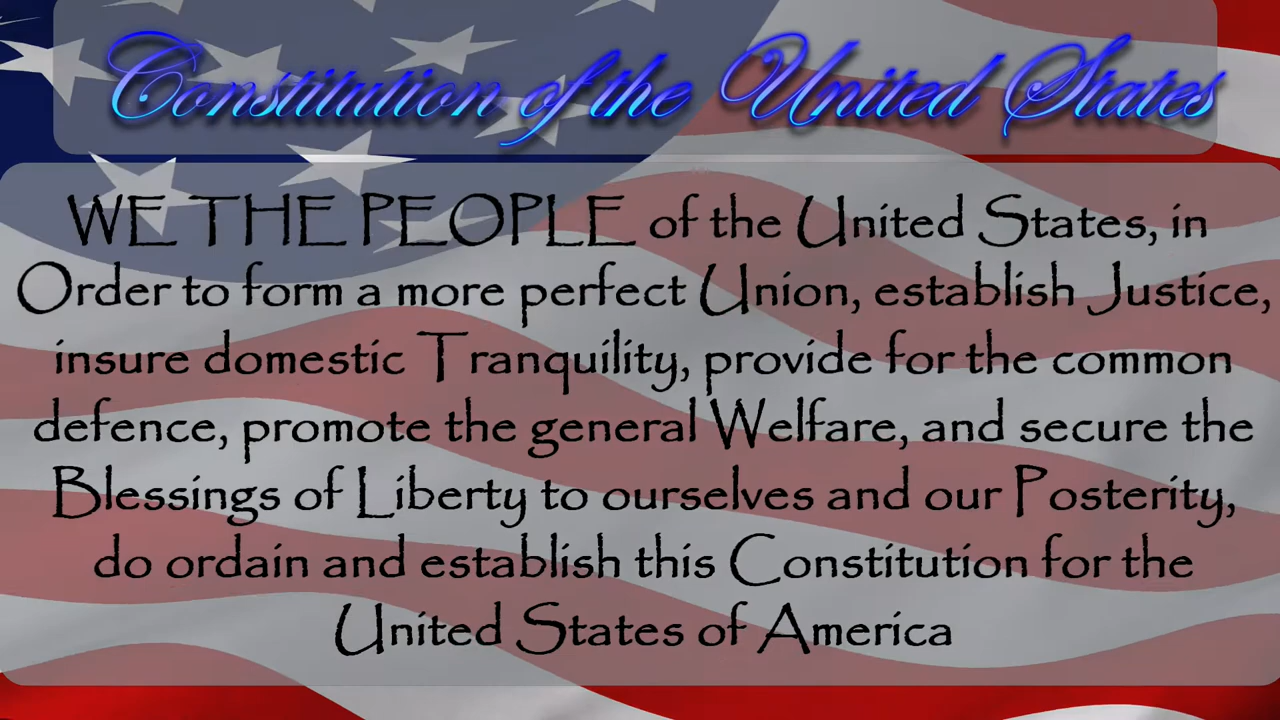 Constitution of the United States
WE THE PEOPLE of the United States, in
Order to form a more perfect Union, establish Justice,
insure domestic Tranquility, provide for the common
defence, promote the general Welfare, and secure the
Blessings of Liberty to ourselves and our Posterity,
do ordain and establish this Constitution for the
United States of America